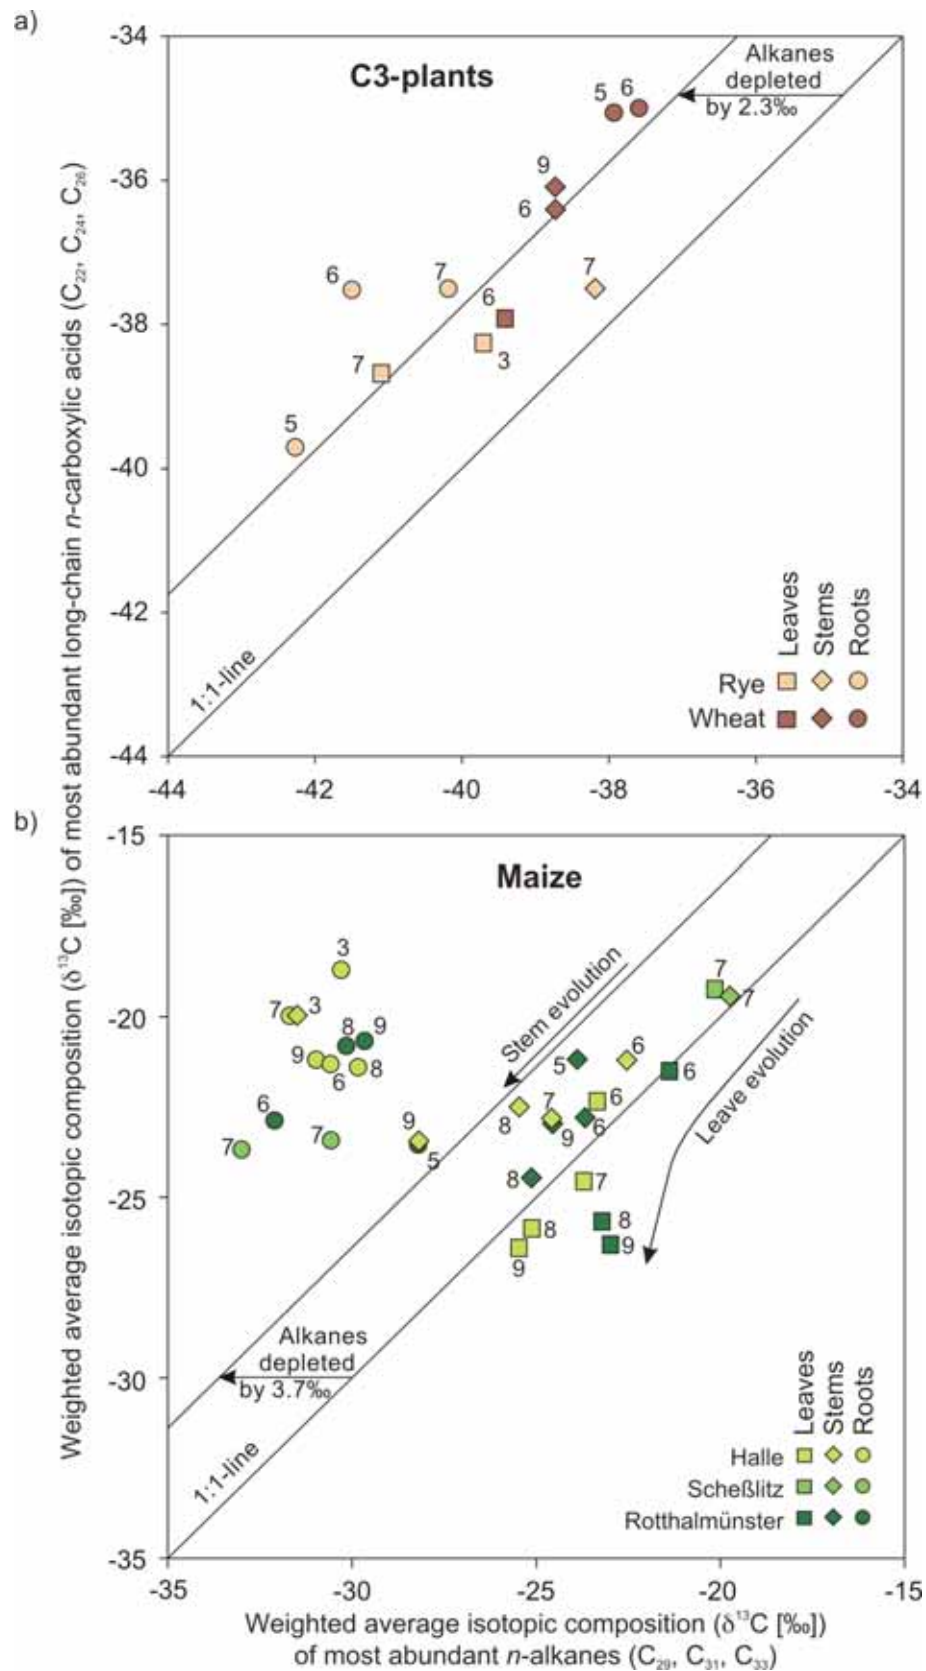 a)
Weighted average isotopic composition (δ¹³C [‰]) of most abundant long-chain n-carboxylic acids (C₂₂, C₂₄, C₂₆)
C3-plants
Alkanes
depleted
by 2.3‰
-34
-36
-38
-40
-42
-44
5 6
9
6
6
7
7
6
7
3
5
1:1-line
Leaves
Stems
Roots
Rye
Wheat
-44
-42
-40
-38
-36
-34
b)
Maize
-15
-20
-25
-30
-35
3
7
3
8
9
9
6
8
6
7
7
9
5
Stem evolution
Leave evolution
7
7
5
6
6
6
8
7
9
6
8
7
8
9
8
9
Alkanes
depleted
by 3.7‰
1:1-line
Leaves
Stems
Roots
Halle
Scheßlitz
Rotthalmünster
-35
-30
-25
-20
-15
Weighted average isotopic composition (δ¹³C [‰])
of most abundant n-alkanes (C₂₉, C₃₁, C₃₃)